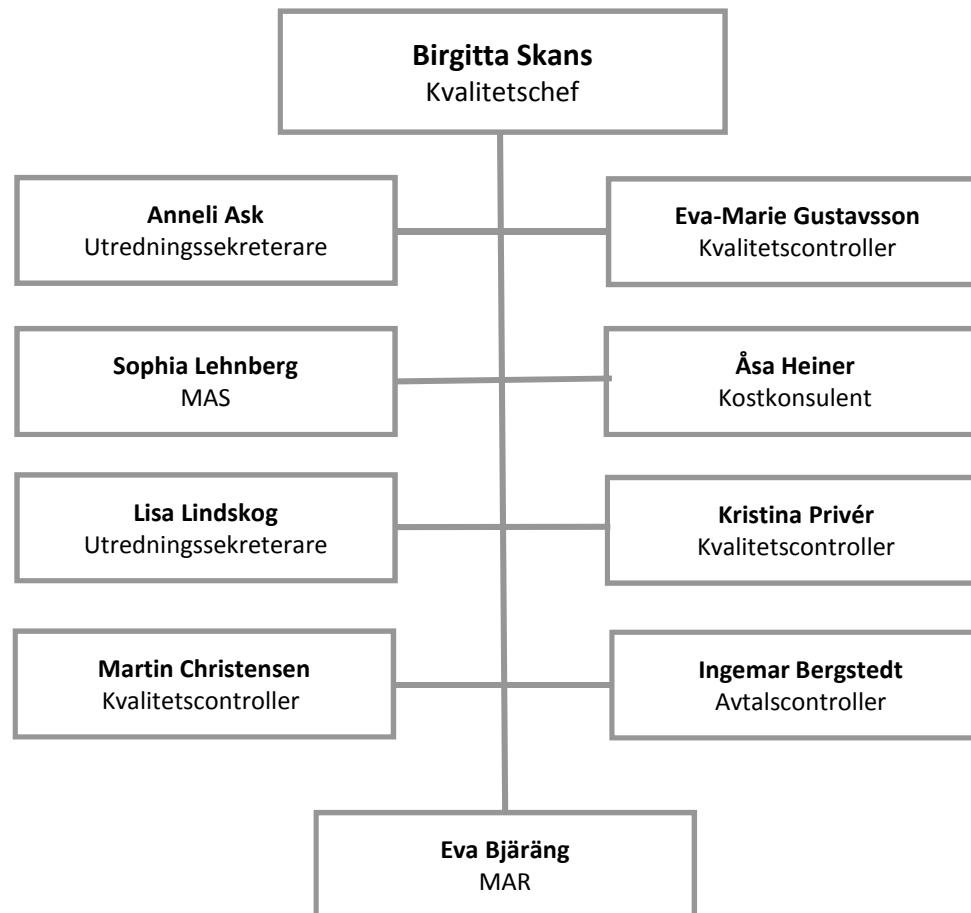 Birgitta Skans
Kvalitetschef
Anneli Ask
Utredningssekreterare
Eva-Marie Gustavsson
Kvalitetscontroller
Sophia Lehnberg
MAS
Åsa Heiner
Kostkonsulent
Lisa Lindskog
Utredningssekreterare
Kristina Privér
Kvalitetscontroller
Martin Christensen
Kvalitetscontroller
Ingemar Bergstedt
Avtalscontroller
Eva Bjäräng
MAR